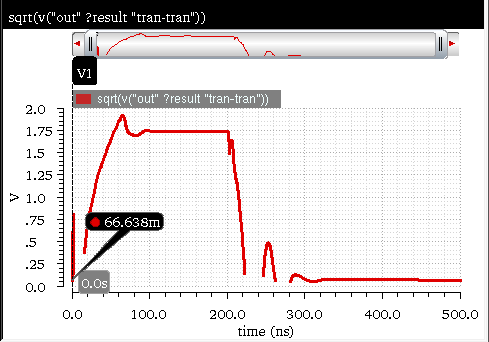 sqrt(v("out" ?result "tran-tran"))
V1
sqrt(v("out" ?result "tran-tran"))
2.0
1.75
1.5
1.25
V
1.0
.75
66.638m
.5
.25
0.0s
0.0
0.0 100.0 200.0 300.0 400.0 500.0
time (ns)